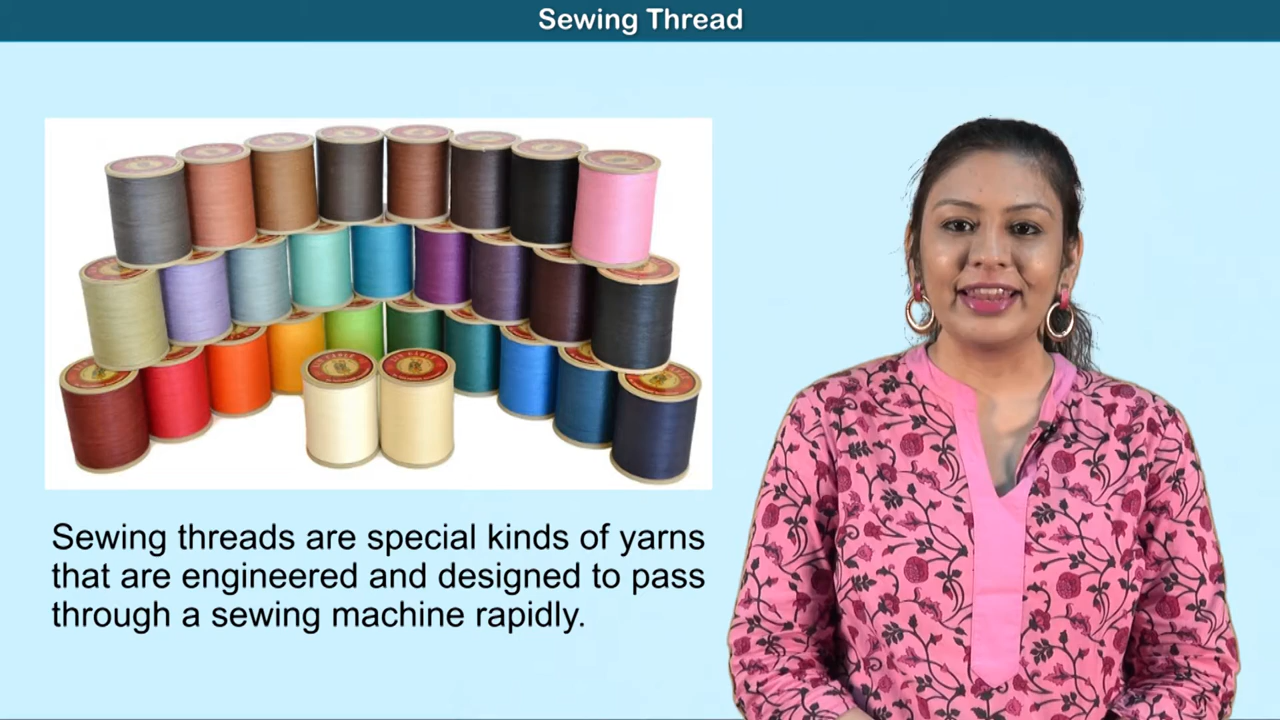 Sewing Thread
Sewing threads are special kinds of yarns
that are engineered and designed to pass
through a sewing machine rapidly.